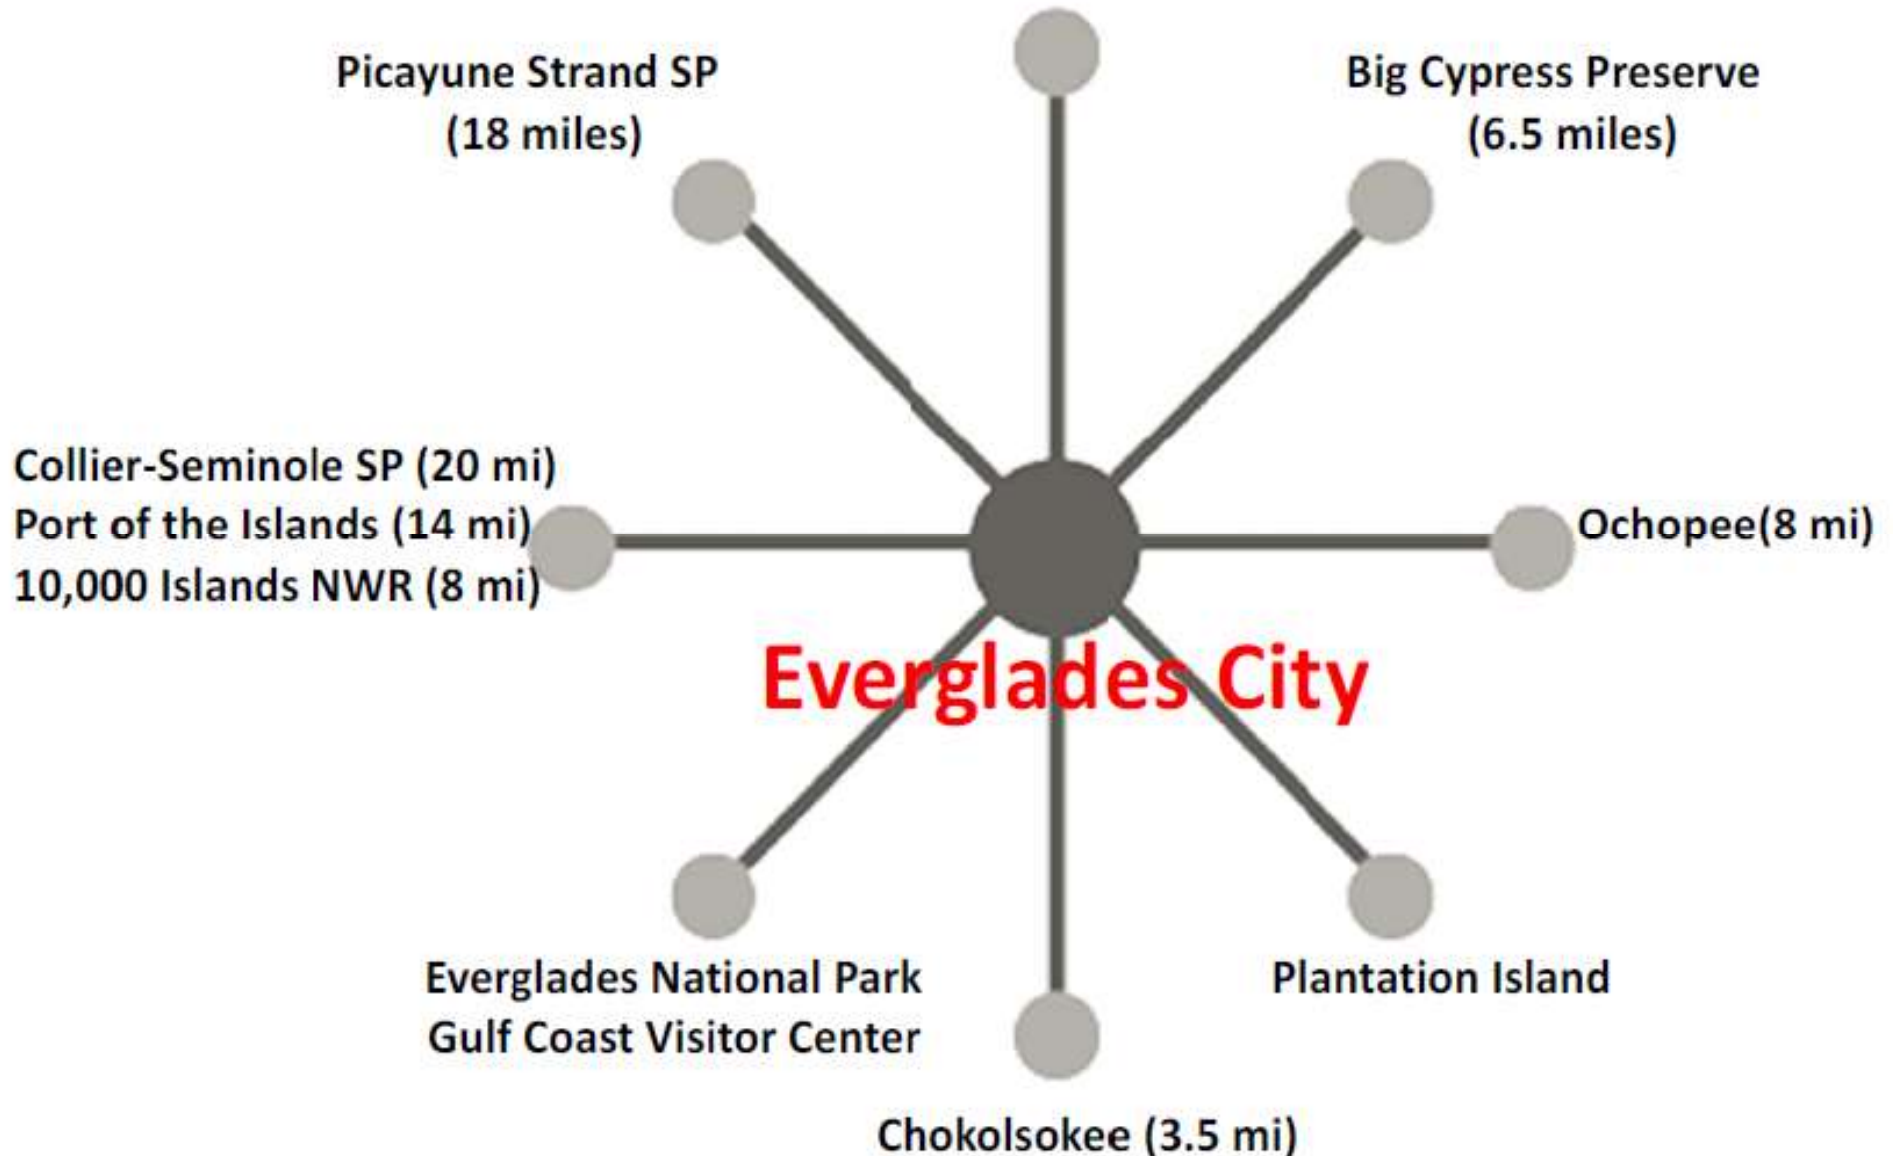 Picayune Strand SP
(18 miles)
Big Cypress Preserve
(6.5 miles)
Collier-Seminole SP (20 mi)
Port of the Islands (14 mi)
10,000 Islands NWR (8 mi)
Ochopee(8 mi)
Everglades City
Everglades National Park
Gulf Coast Visitor Center
Plantation Island
Chokolsokee (3.5 mi)